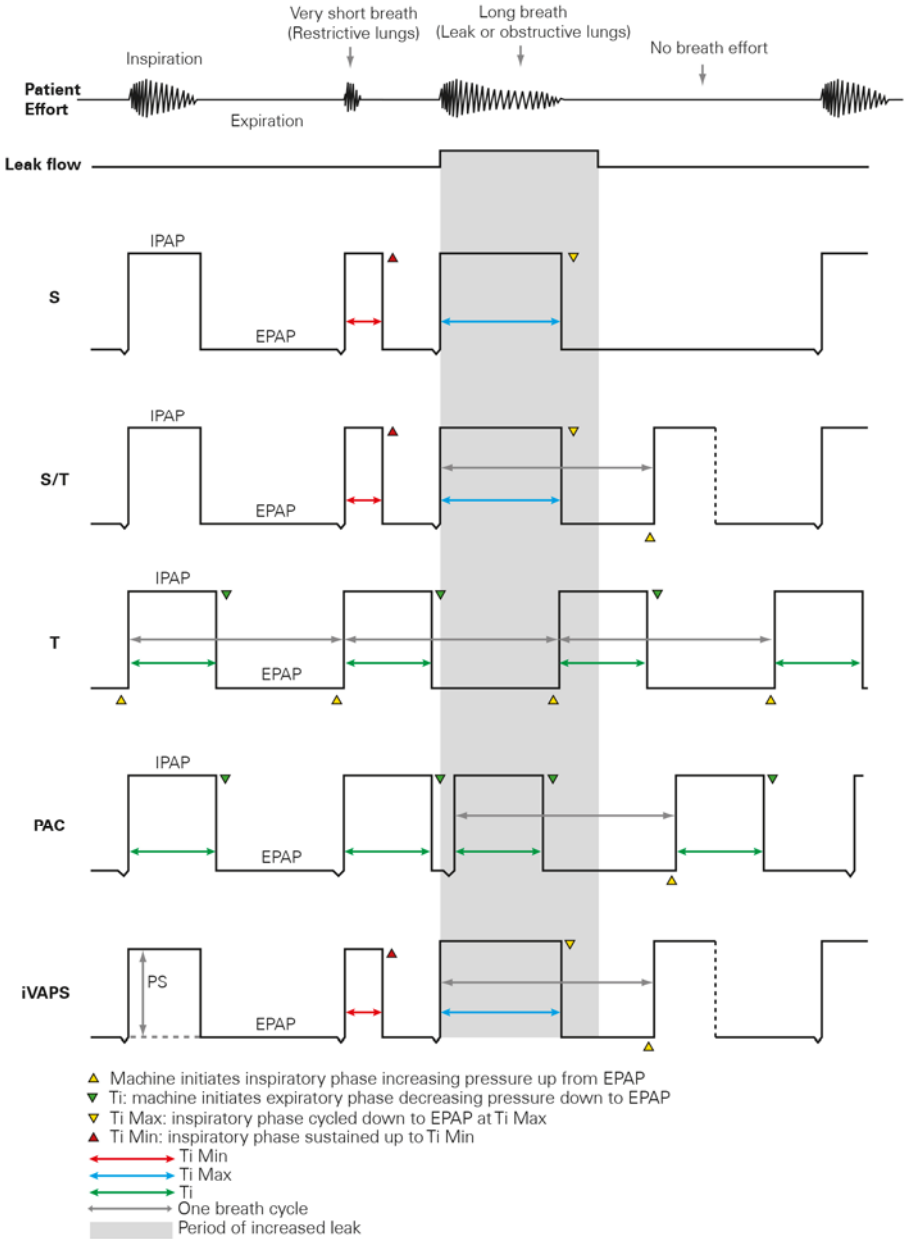 Very short breath
(Restrictive lungs)
Long breath
(Leak or obstructive lungs)
No breath effort
Inspiration
Patient
Effort
Expiration
Leak flow
IPAP
S
EPAP
IPAP
S/T
EPAP
IPAP
T
EPAP
IPAP
PAC
EPAP
iVAPS
PS
EPAP
Machine initiates inspiratory phase increasing pressure up from EPAP
Ti: machine initiates expiratory phase decreasing pressure down to EPAP
Ti Max: inspiratory phase cycled down to EPAP at Ti Max
Ti Min: inspiratory phase sustained up to Ti Min
Ti Min
Ti Max
Ti
One breath cycle
Period of increased leak